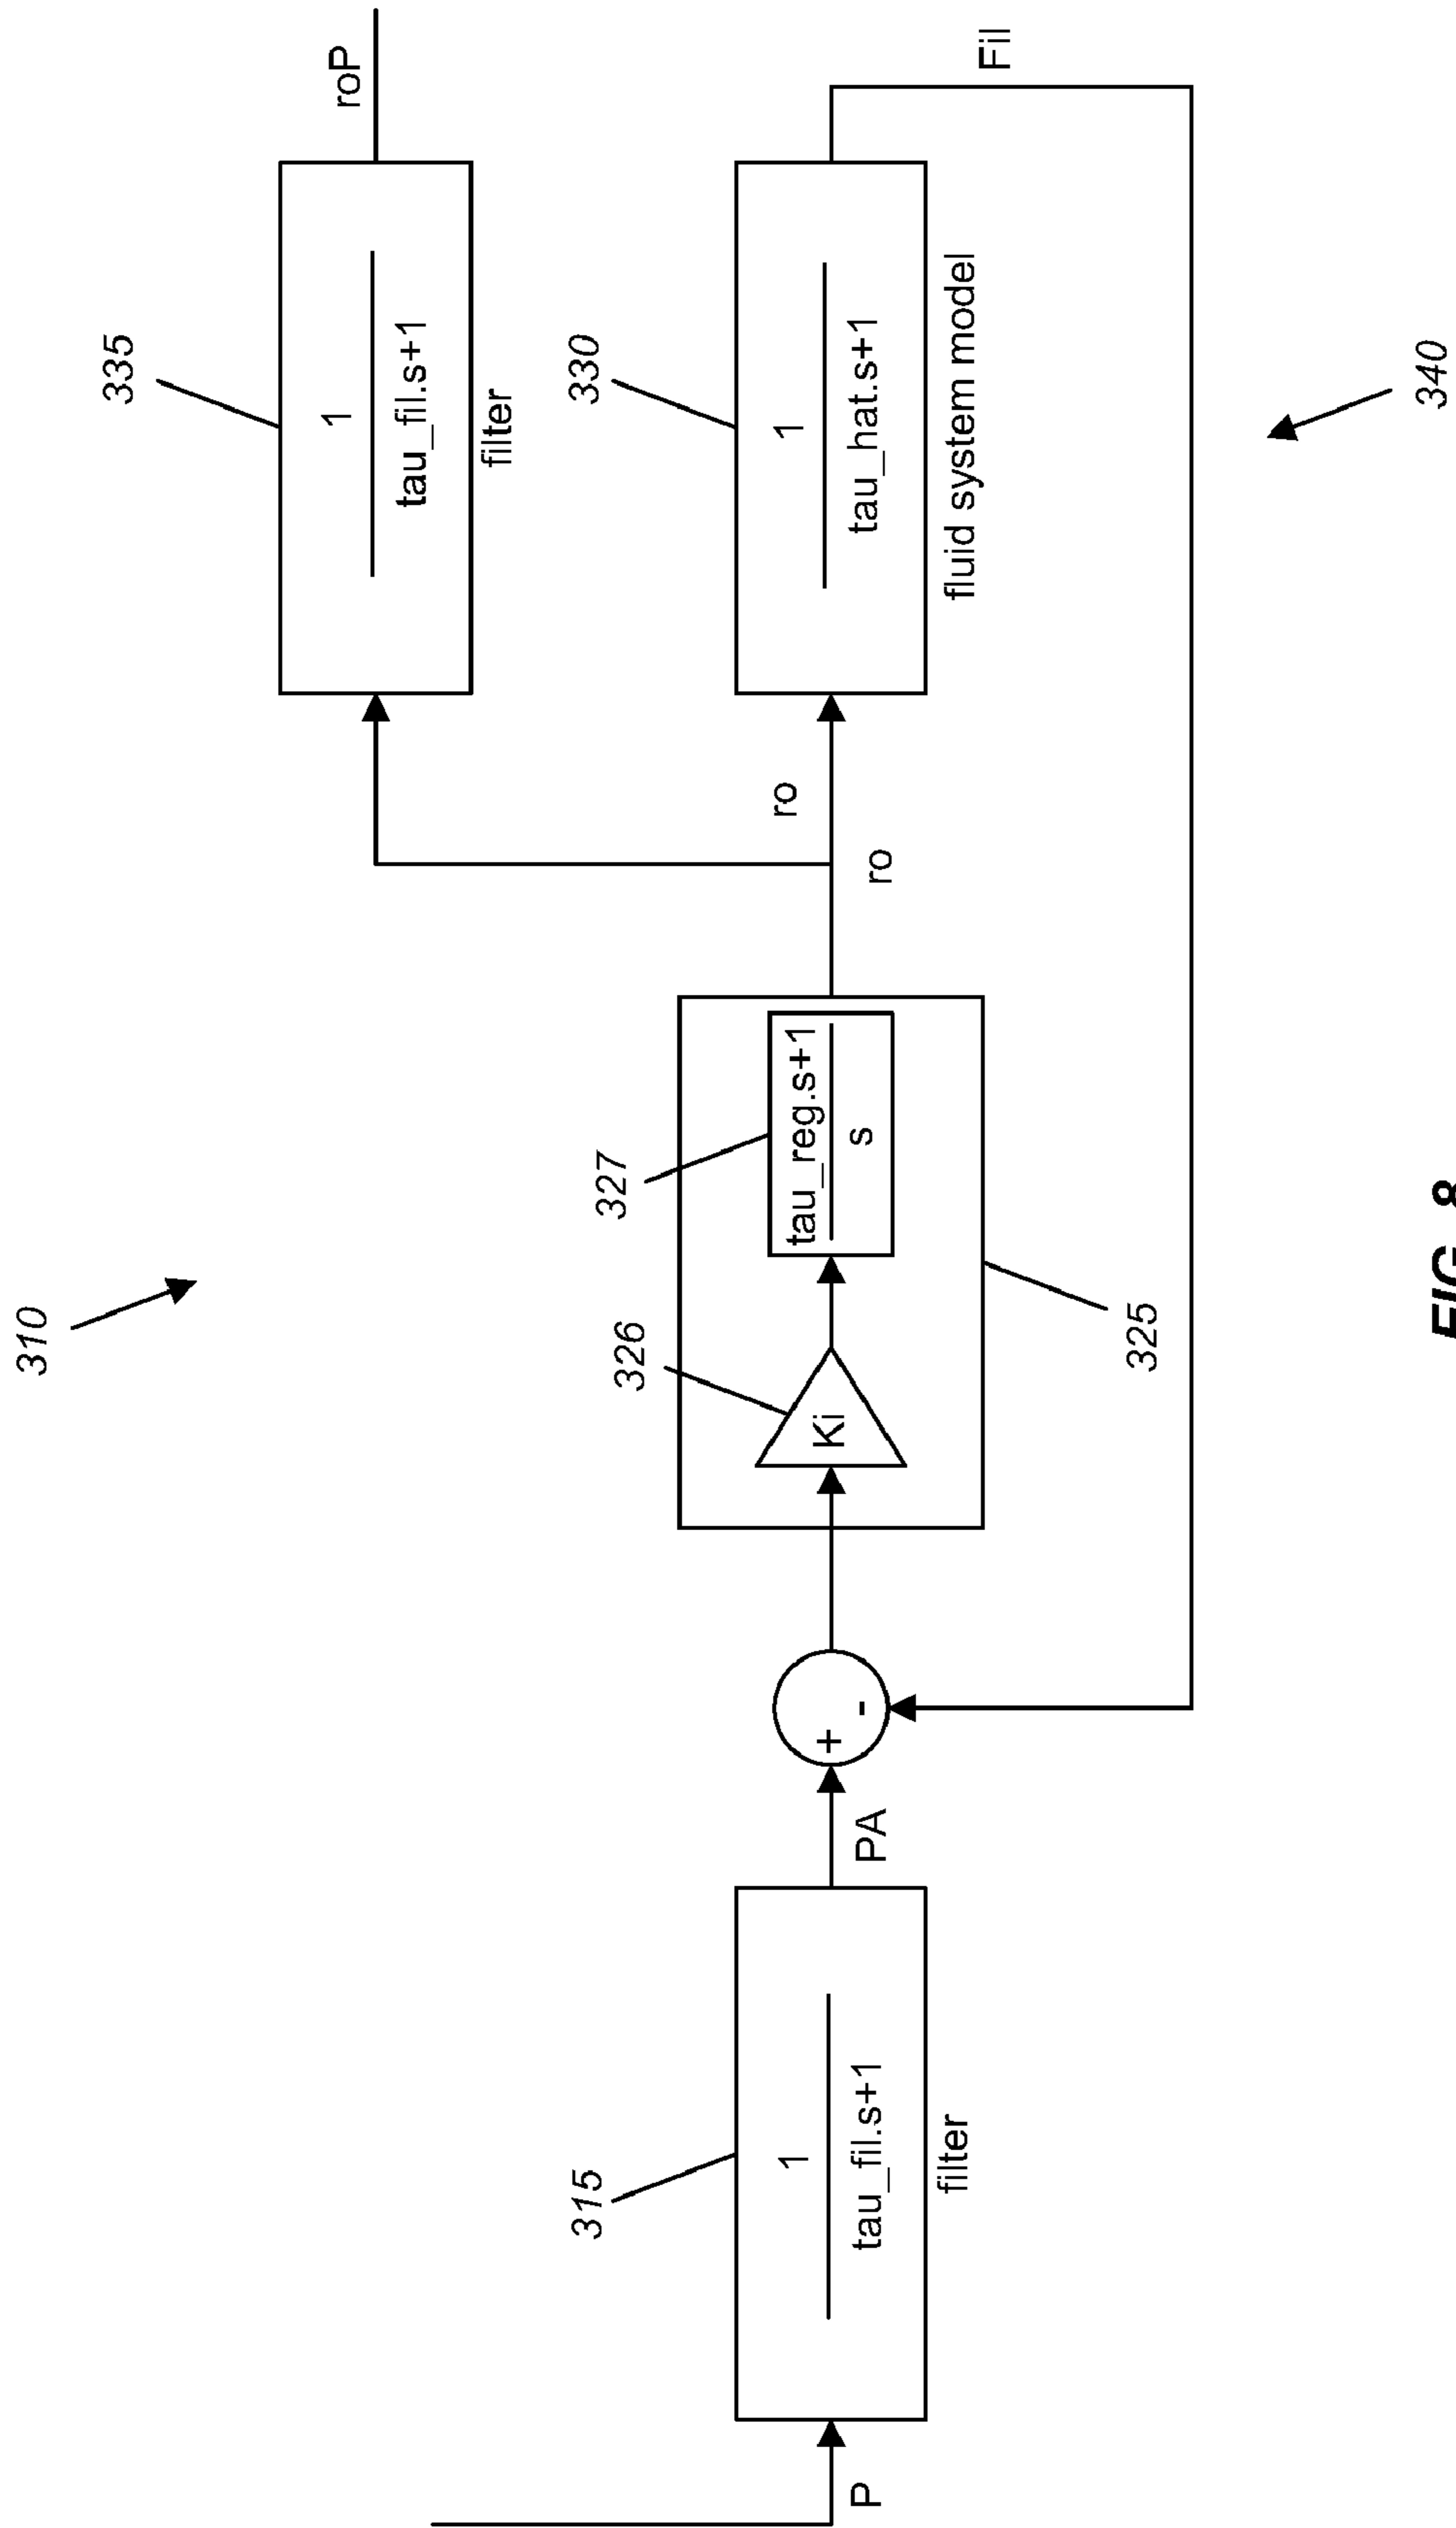 310
335
1
tau_fil.s+1
filter
roP
P
315
1
tau_fil.s+1
filter
PA
+
-
326
Ki
327
tau_reg.s+1
s
325
ro
ro
330
1
tau_hat.s+1
fluid system model
Fil
340
FIG. 8